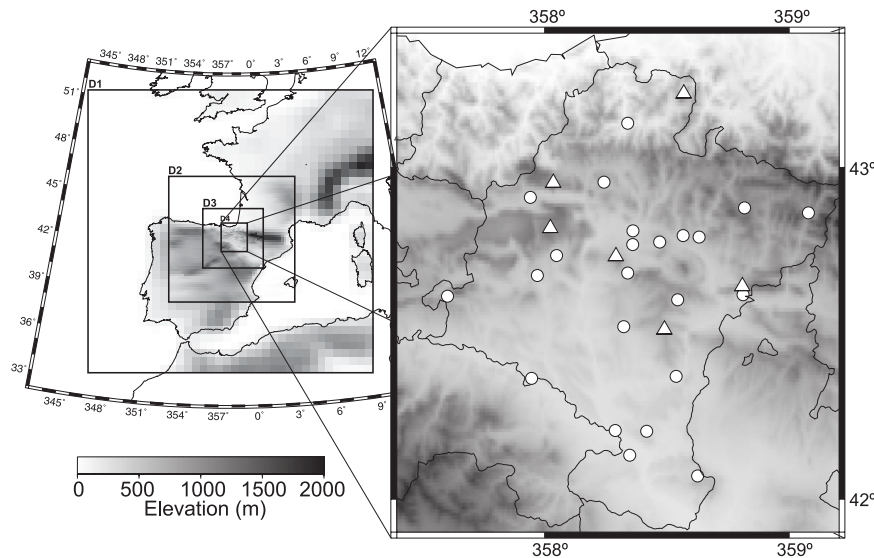 358º 359º
345° 348° 351° 354° 357° 0° 3° 6° 9° 12°
D1
51°
48°
45°
42°
39°
36°
33°
D2
D3
D4
43º
42º
345° 348° 351° 354° 357° 0° 3° 6° 9°
0 500 1000 1500 2000
Elevation (m)
358º 359º